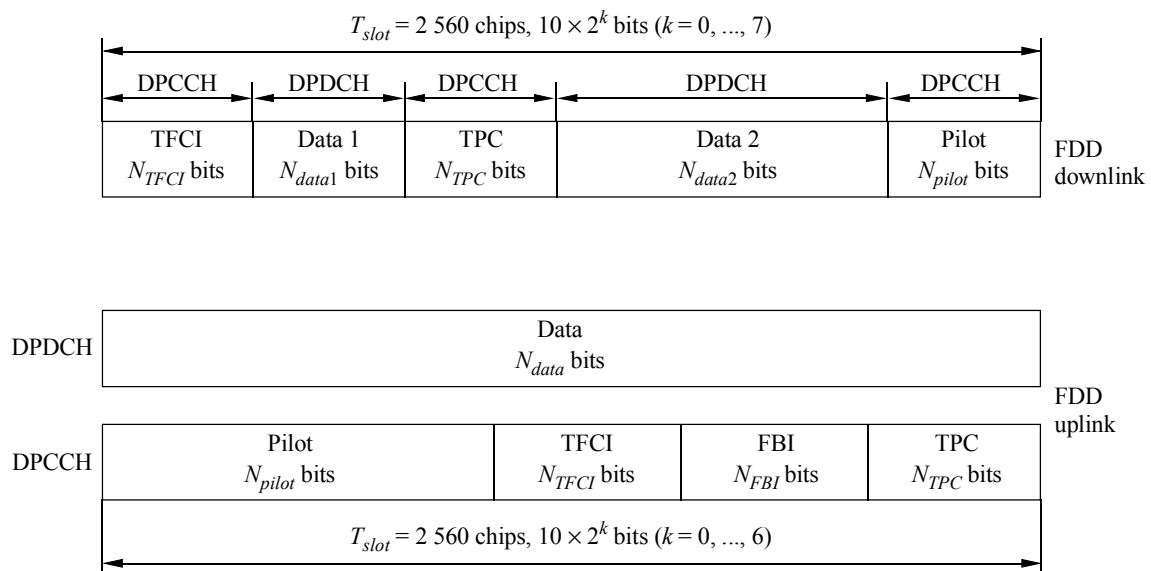 T_slot = 2 560 chips, 10 × 2^k bits (k = 0, ..., 7)
DPCCH DPDCH DPCCH DPDCH DPCCH
TFCI Data 1 TPC Data 2 Pilot
N_TFCI bits N_data1 bits N_TPC bits N_data2 bits N_pilot bits
FDD
downlink
DPDCH
Data
N_data bits
FDD
uplink
DPCCH
Pilot TFCI FBI TPC
N_pilot bits N_TFCI bits N_FBI bits N_TPC bits
T_slot = 2 560 chips, 10 × 2^k bits (k = 0, ..., 6)